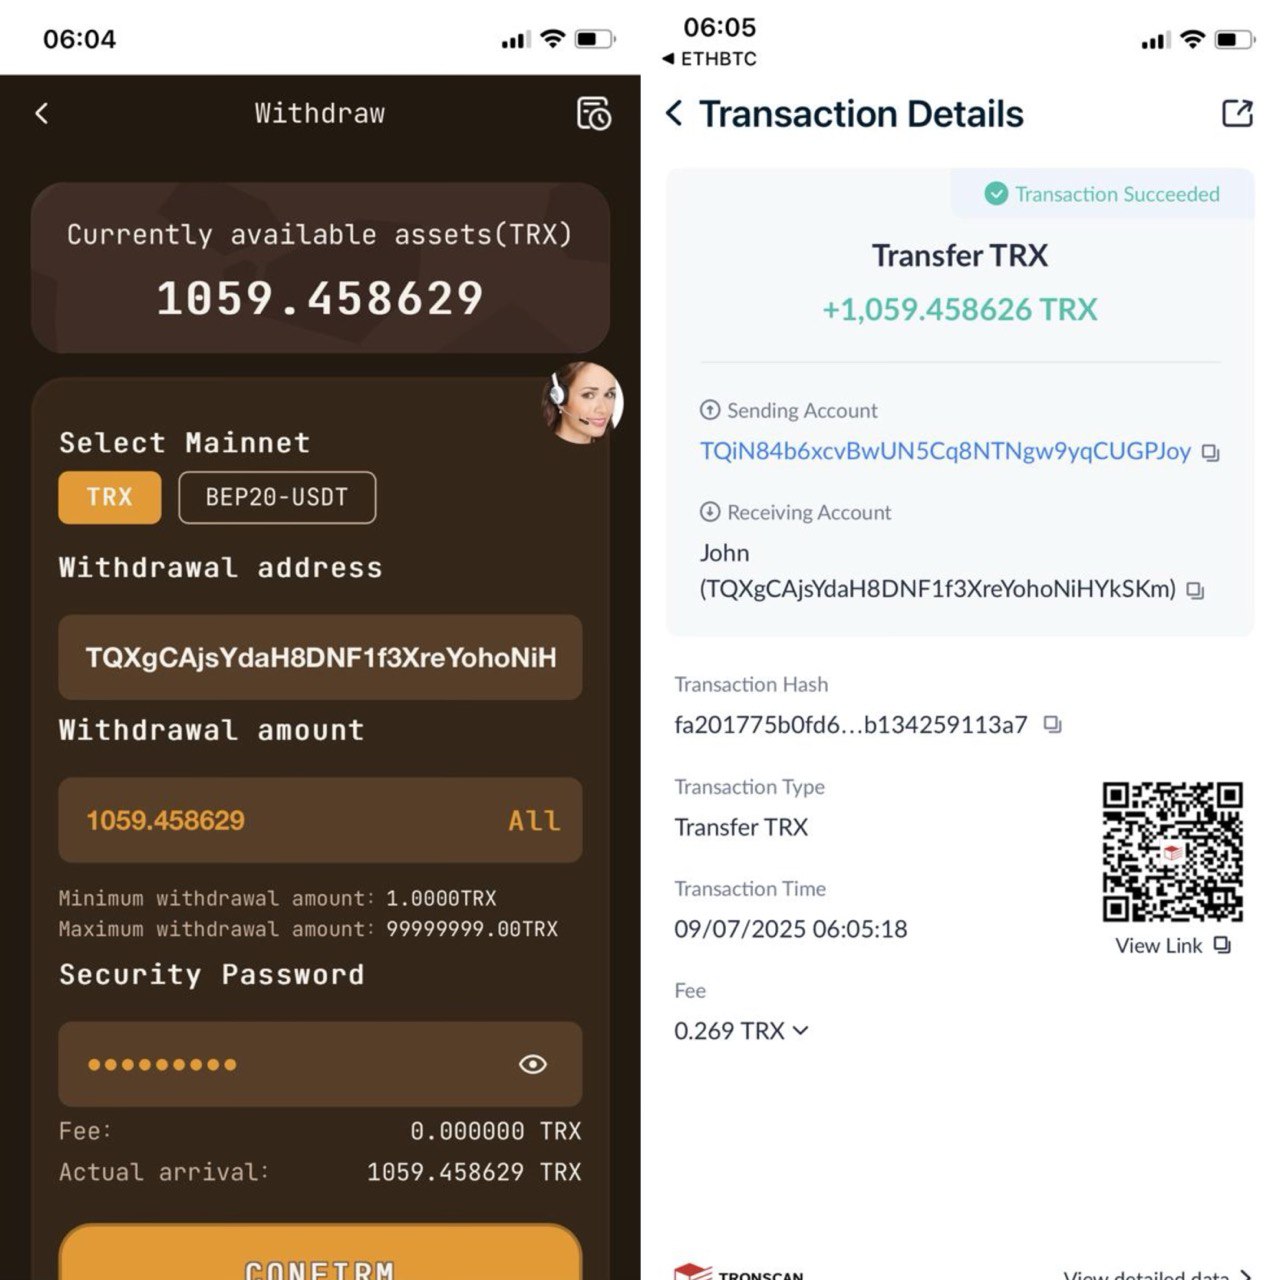 06:04
Withdraw
Currently available assets(TRX)
1059.458629
Select Mainnet
TRX
BEP20-USDT
Withdrawal address
TQXgCAjsYdaH8DNF1f3XreYohoNiH
Withdrawal amount
1059.458629
All
Minimum withdrawal amount: 1.0000TRX
Maximum withdrawal amount: 99999999.00TRX
Security Password
Fee: 0.000000 TRX
Actual arrival: 1059.458629 TRX
CONFIRM
06:05
ETHBTC
Transaction Details
Transaction Succeeded
Transfer TRX
+1,059.458626 TRX
Sending Account
TQiN84b6xcvBwUN5Cq8NTNgw9yqCUGPJoy
Receiving Account
John
(TQXgCAjsYdaH8DNF1f3XreYohoNiHYkSKm)
Transaction Hash
fa201775b0fd6...b134259113a7
Transaction Type
Transfer TRX
Transaction Time
09/07/2025 06:05:18
View Link
Fee
0.269 TRX
TRONSCAN
View detailed data